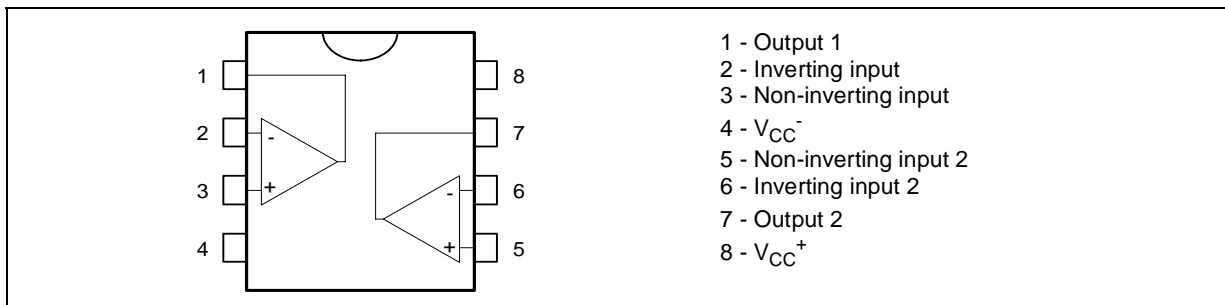 1
2
3
4
8
7
6
5
-
+
-
+
1 - Output 1
2 - Inverting input
3 - Non-inverting input
4 - VCC-
5 - Non-inverting input 2
6 - Inverting input 2
7 - Output 2
8 - VCC+